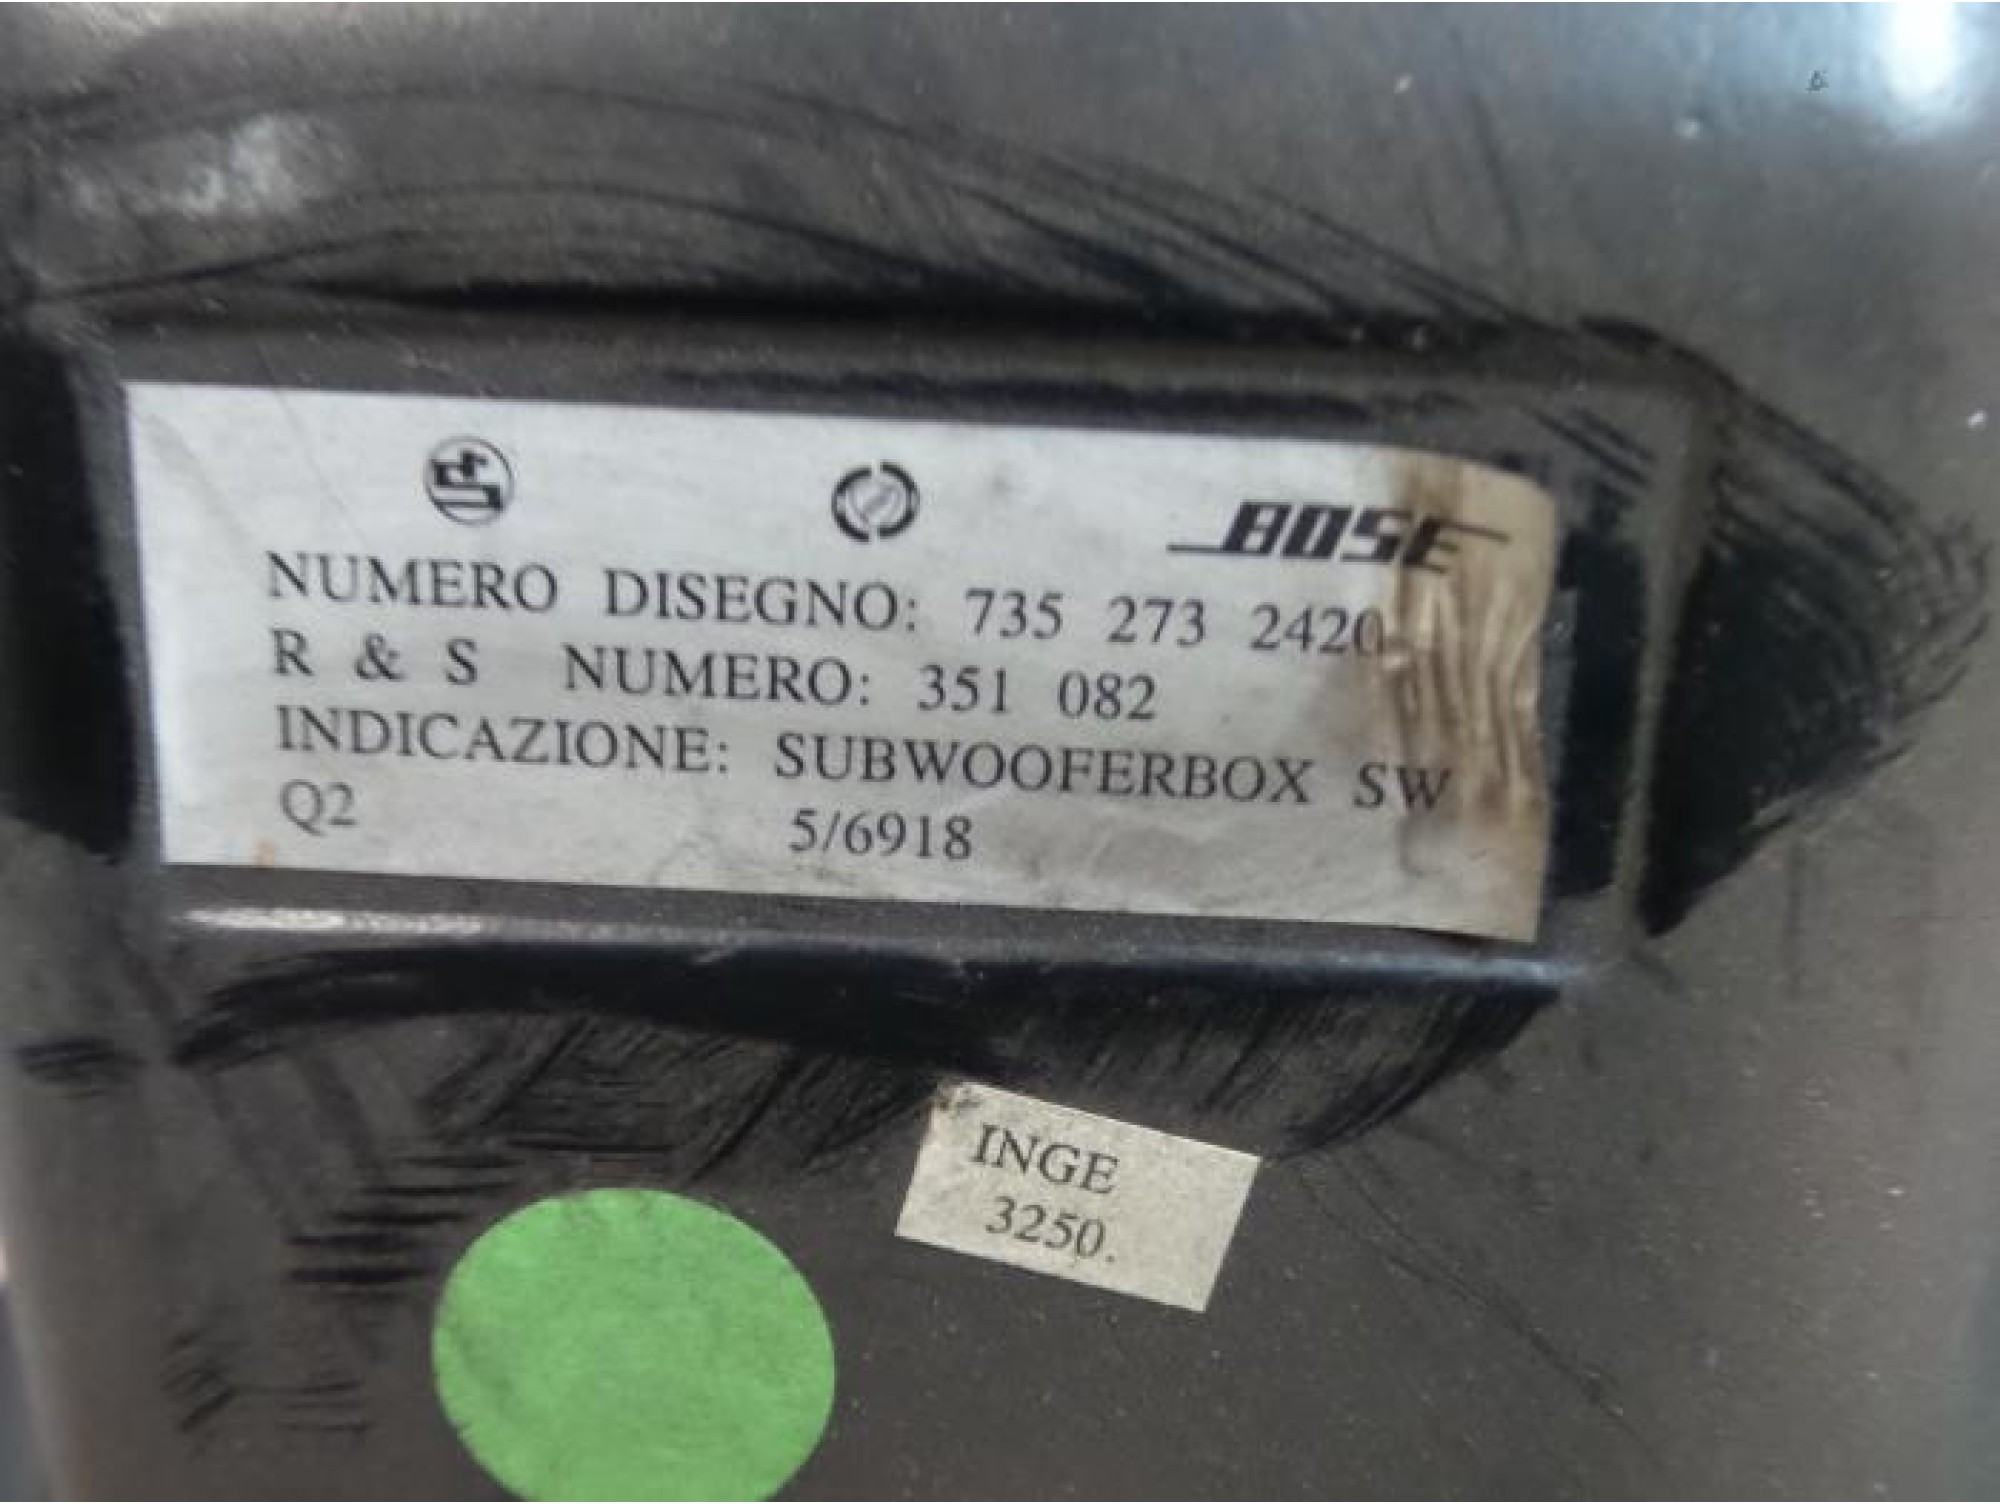 BOSE
NUMERO DISEGNO: 735 273 2420
R & S NUMERO: 351 082
INDICAZIONE: SUBWOOFERBOX SW
Q2 5/6918
INGE
3250.